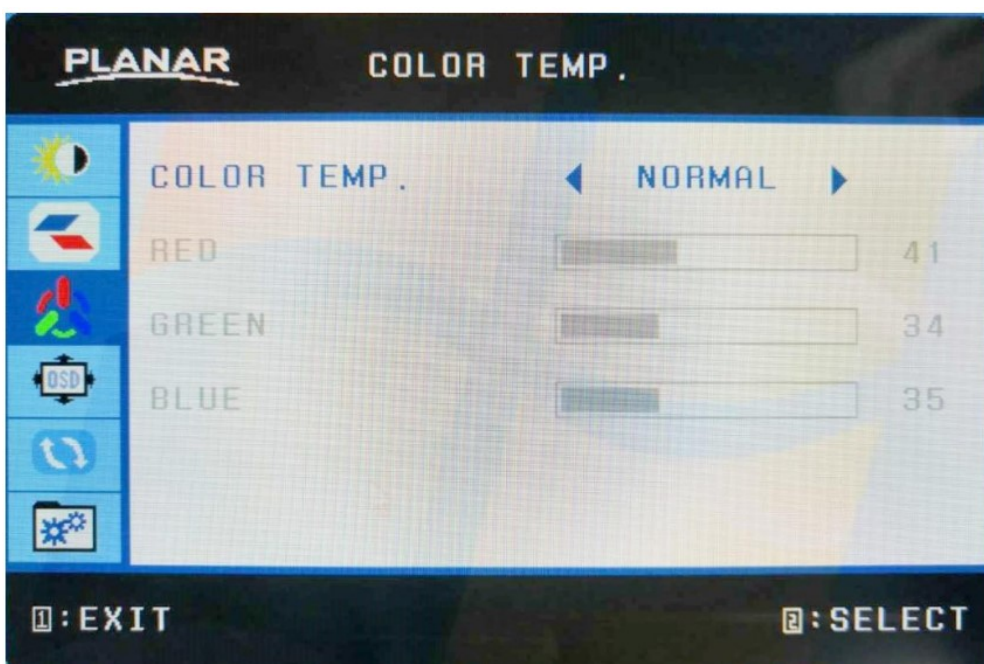 PLANAR COLOR TEMP.
COLOR TEMP. NORMAL
RED 41
GREEN 34
OSD
BLUE 35
1:EXIT 2:SELECT